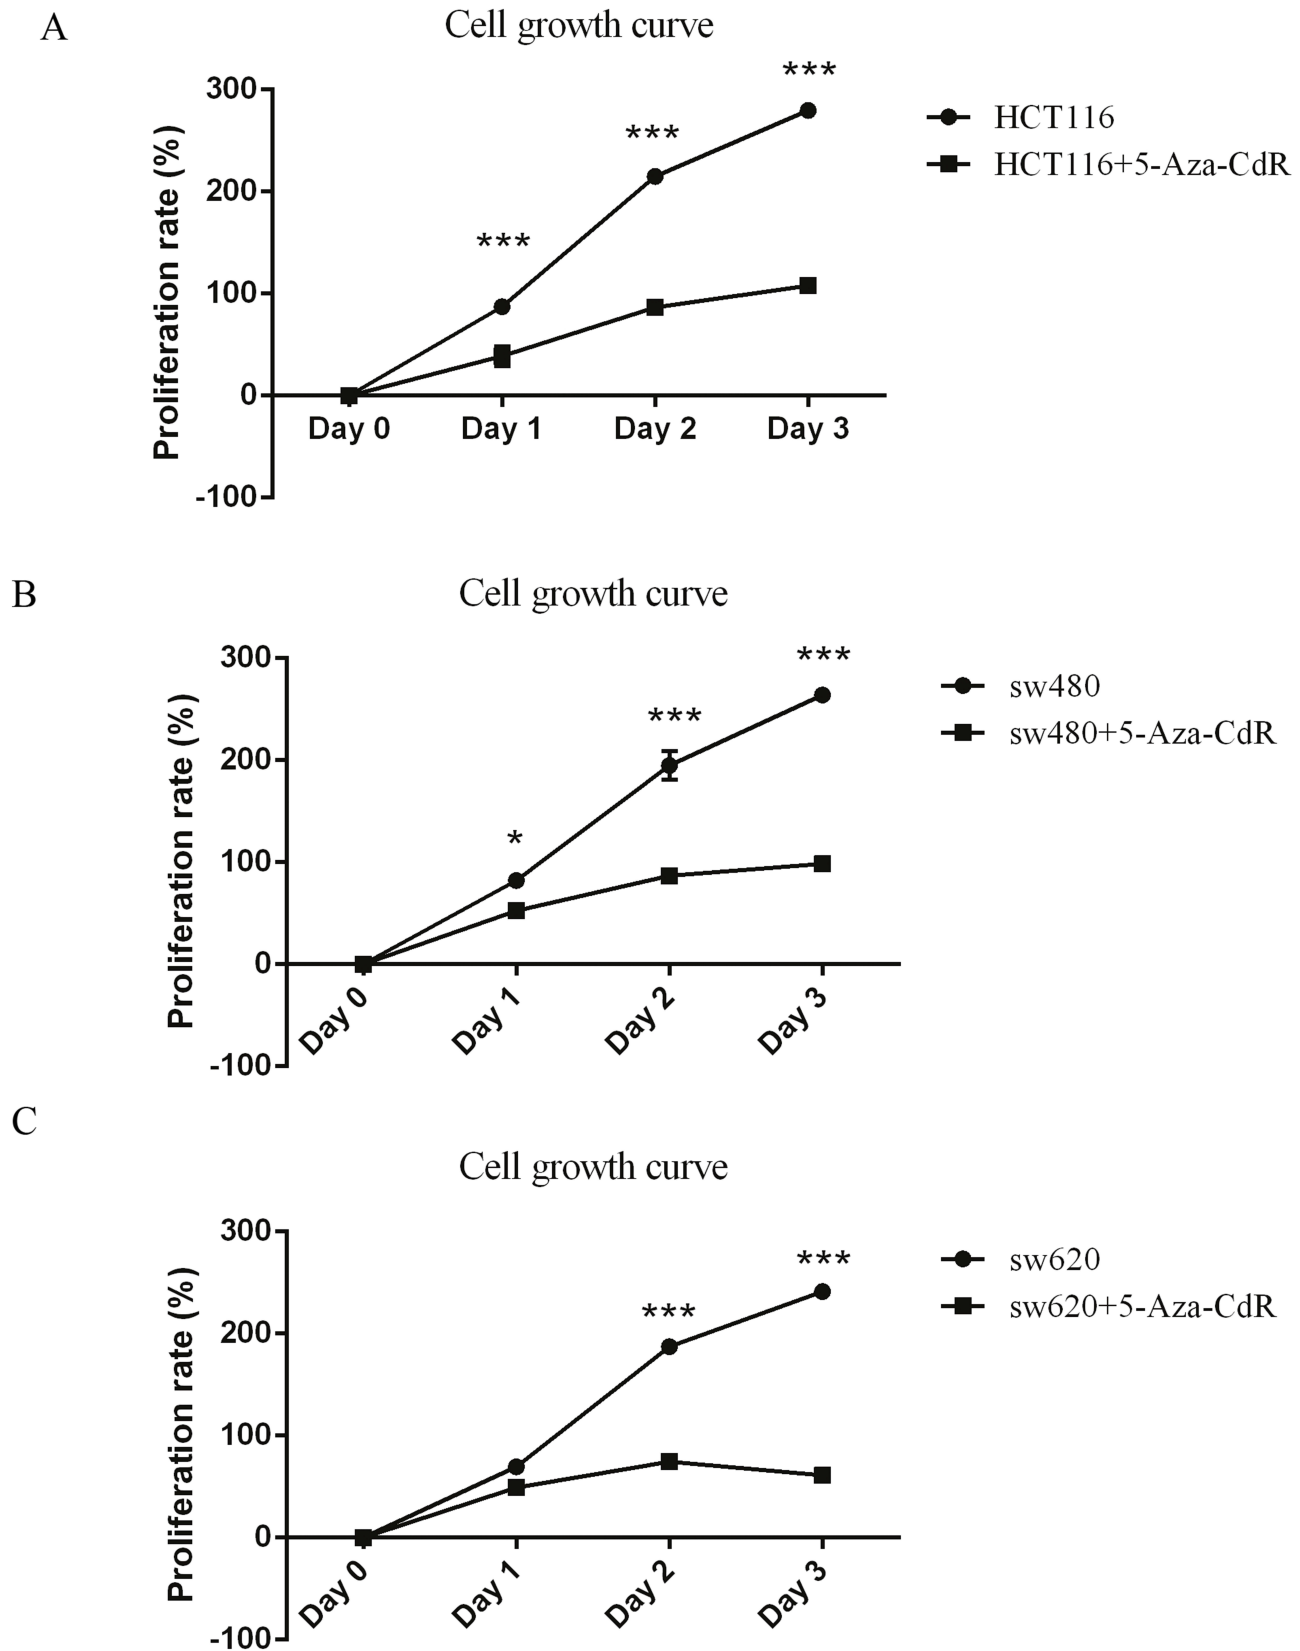 A
Cell growth curve
Proliferation rate (%)
300
200
100
0
-100
***
***
***
Day 0 Day 1 Day 2 Day 3
HCT116
HCT116+5-Aza-CdR
B
Cell growth curve
Proliferation rate (%)
300
200
100
0
-100
*
***
***
Day 0 Day 1 Day 2 Day 3
sw480
sw480+5-Aza-CdR
C
Cell growth curve
Proliferation rate (%)
300
200
100
0
-100
***
***
Day 0 Day 1 Day 2 Day 3
sw620
sw620+5-Aza-CdR